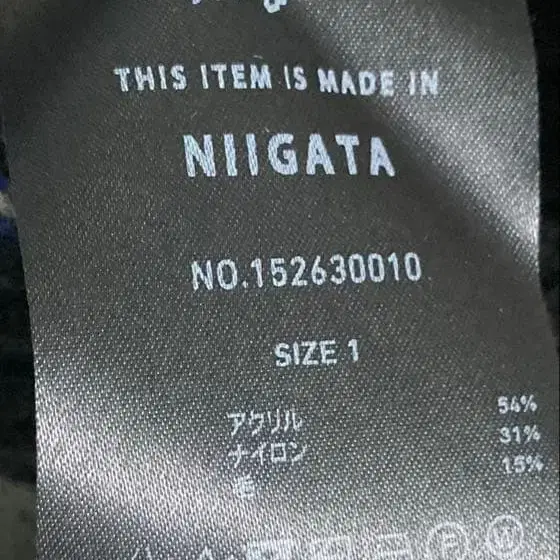 THIS ITEM IS MADE IN
NIIGATA
NO.152630010
SIZE 1
アクリル 54%
ナイロン 31%
毛 15%
P W